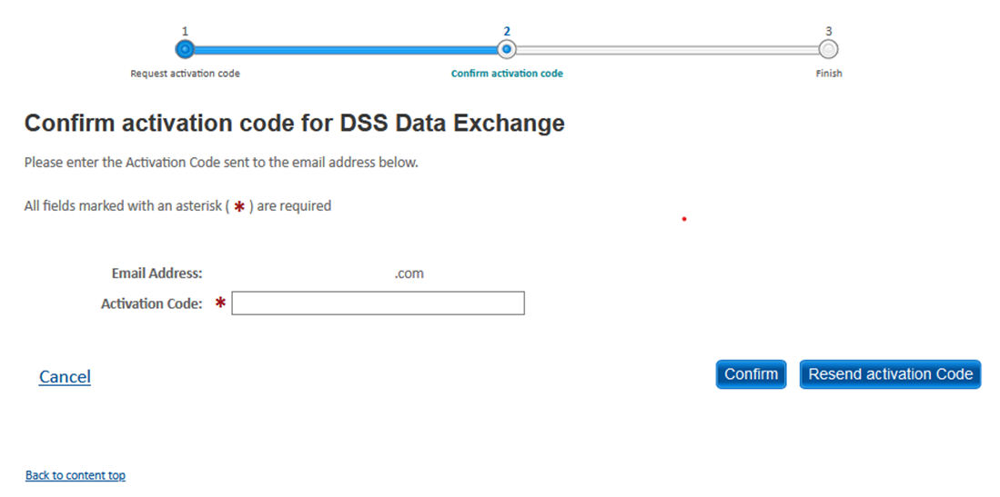 1 2 3
Request activation code Confirm activation code Finish
Confirm activation code for DSS Data Exchange
Please enter the Activation Code sent to the email address below.
All fields marked with an asterisk ( * ) are required
Email Address: .com
Activation Code: *
Cancel Confirm Resend activation Code
Back to content top